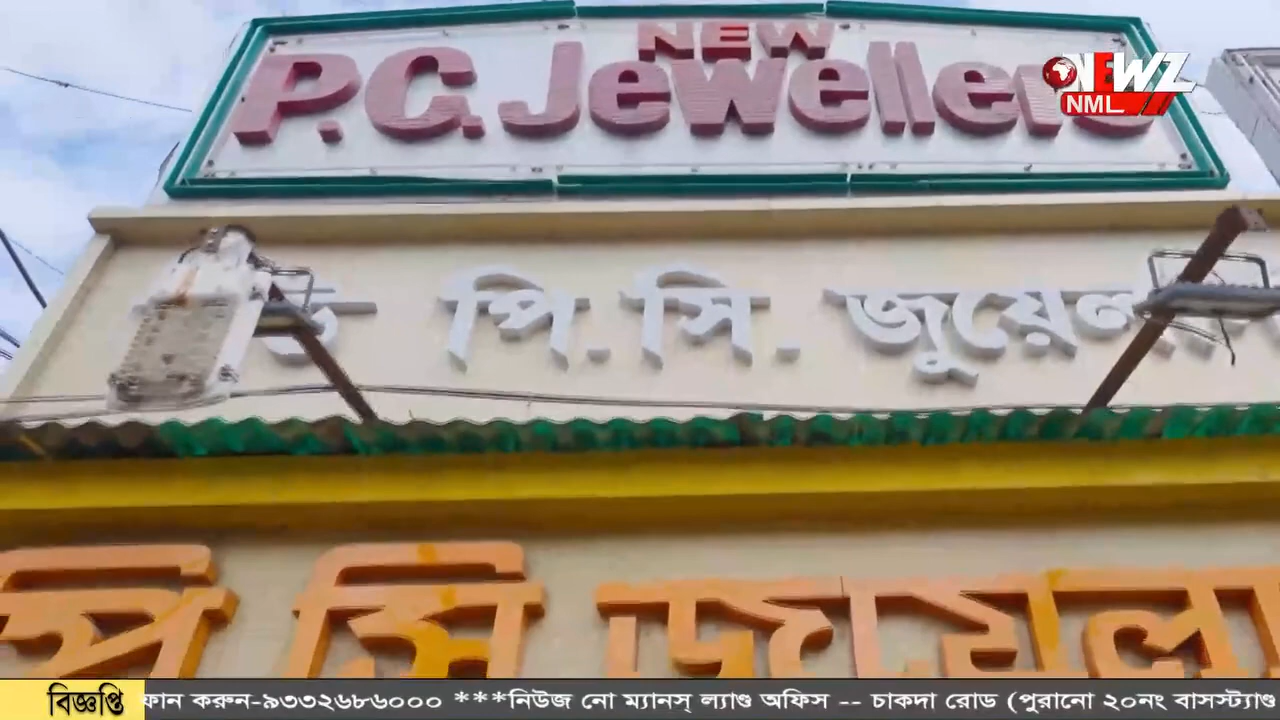 NEW
P.C. Jewellers
NEWZ
NML
পি. সি. জুয়েল
পি সি জুয়েলা
বিজ্ঞপ্তি
ফোন করুন-৯৩৩২৬৮৬০০০ ***নিউজ নো ম্যানস্ ল্যাণ্ড অফিস -- চাকদা রোড (পুরানো ২০নং বাসস্ট্যাণ্ড